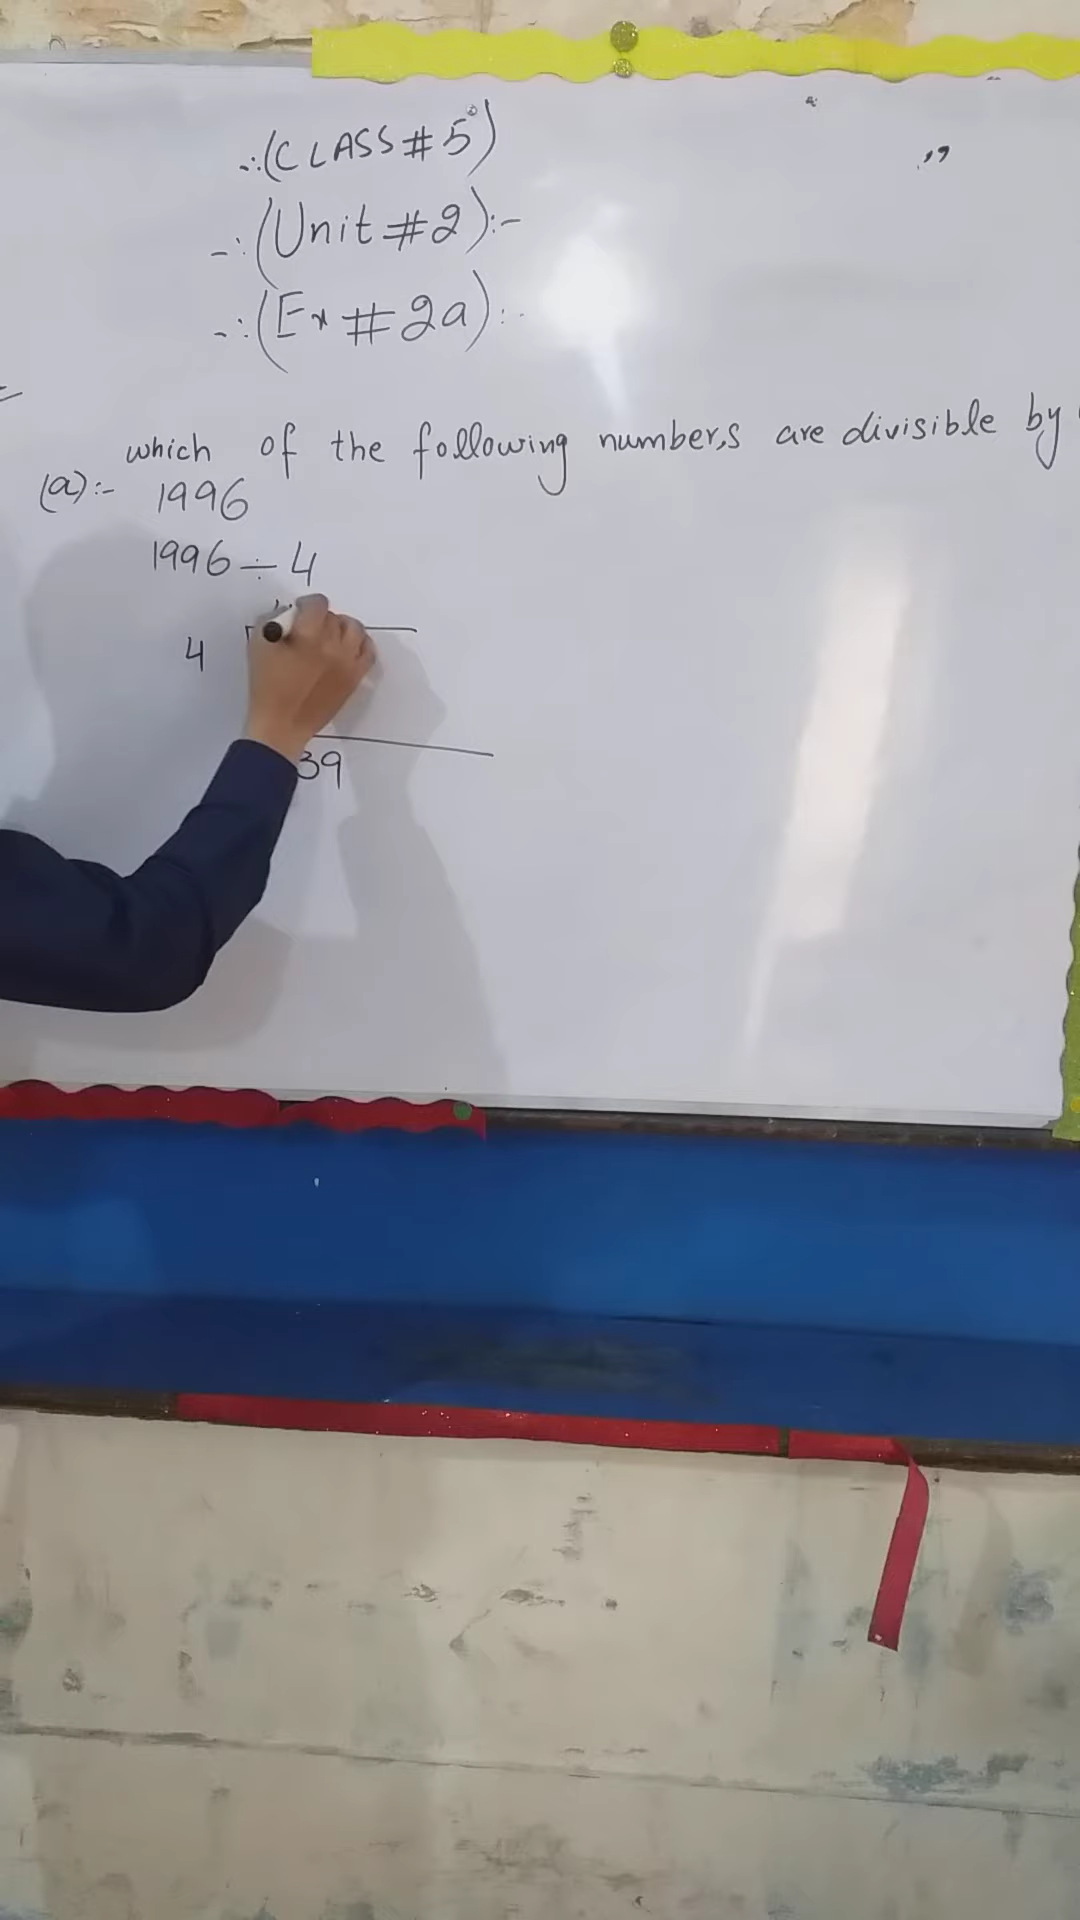 .:(CLASS#5)
-:(Unit#2):-
-:(Ex#2a):-
which of the following numbers are divisible by
(a):- 1996
1996÷4
4
39